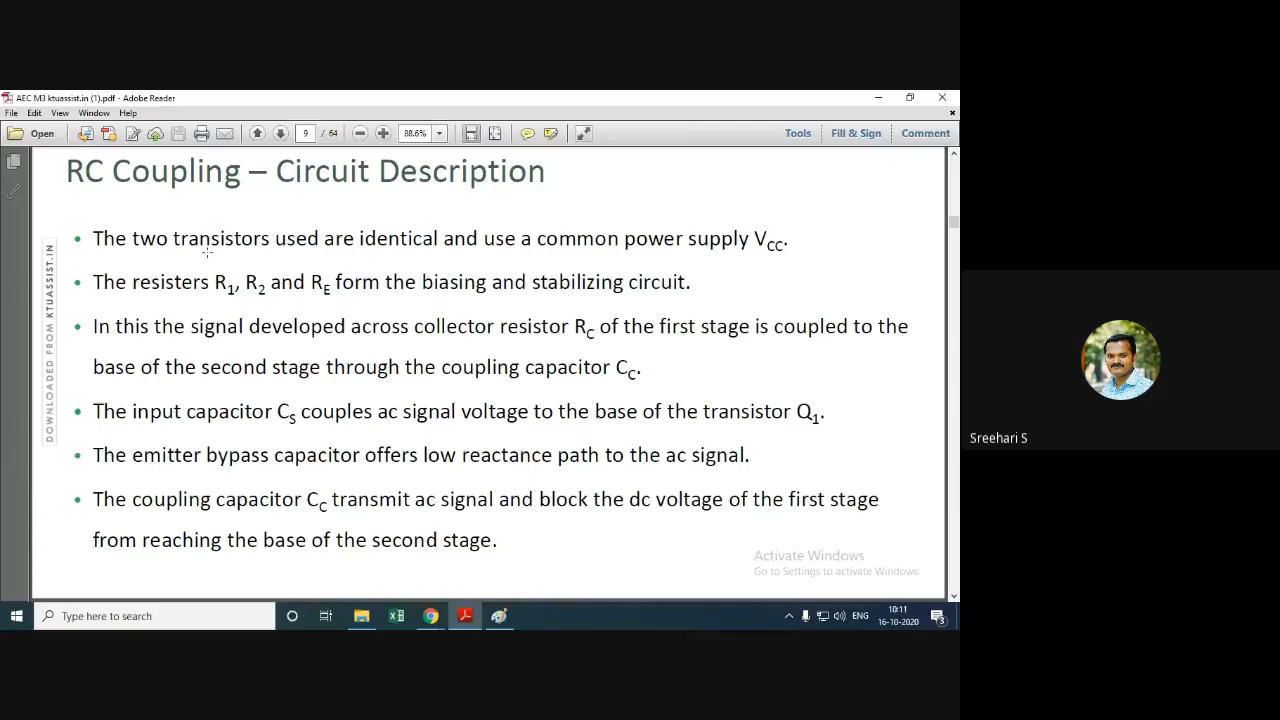 AEC M3 ktuassist.in (1).pdf - Adobe Reader
File Edit View Window Help
Open 9 / 64 88.6% Tools Fill & Sign Comment
RC Coupling – Circuit Description
• The two transistors used are identical and use a common power supply VCC.
• The resisters R1, R2 and RE form the biasing and stabilizing circuit.
• In this the signal developed across collector resistor RC of the first stage is coupled to the
base of the second stage through the coupling capacitor CC.
• The input capacitor CS couples ac signal voltage to the base of the transistor Q1.
• The emitter bypass capacitor offers low reactance path to the ac signal.
• The coupling capacitor CC transmit ac signal and block the dc voltage of the first stage
from reaching the base of the second stage.
DOWNLOADED FROM KTUASSIST.IN
Activate Windows
Go to Settings to activate Windows.
Type here to search
ENG
10:11
16-10-2020
3
Sreehari S